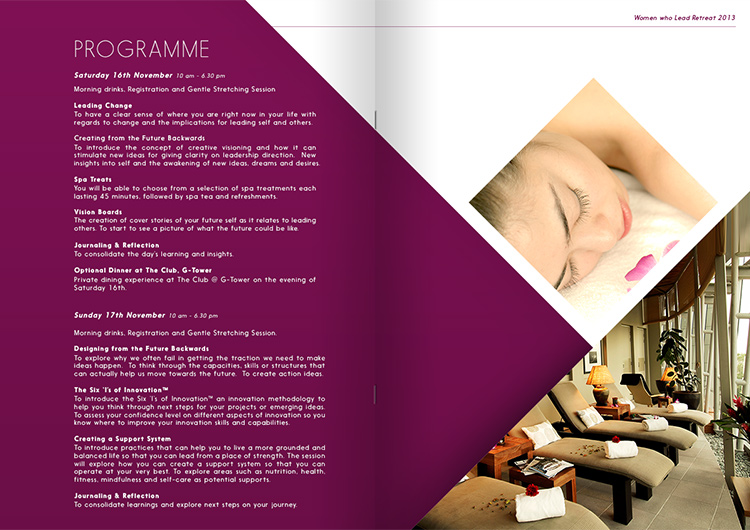 Women who Lead Retreat 2013
PROGRAMME
Saturday 16th November 10 am - 6.30 pm
Morning drinks, Registration and Gentle Stretching Session
Leading Change
To have a clear sense of where you are right now in your life with
regards to change and the implications for leading self and others.
Creating from the Future Backwards
To introduce the concept of creative visioning and how it can
stimulate new ideas for giving clarity on leadership direction. New
insights into self and the awakening of new ideas, dreams and desires.
Spa Treats
You will be able to choose from a selection of spa treatments each
lasting 45 minutes, followed by spa tea and refreshments.
Vision Boards
The creation of cover stories of your future self as it relates to leading
others. To start to see a picture of what the future could be like.
Journaling & Reflection
To consolidate the day's learning and insights.
Optional Dinner at The Club, G-Tower
Private dining experience at The Club @ G-Tower on the evening of
Saturday 16th.
Sunday 17th November 10 am - 6.30 pm
Morning drinks, Registration and Gentle Stretching Session.
Designing from the Future Backwards
To explore why we often fail in getting the traction we need to make
ideas happen. To think through the capacities, skills or structures that
can actually help us move towards the future. To create action ideas.
The Six 'I's of Innovation™
To introduce the Six 'I's of Innovation™ an innovation methodology to
help you think through next steps for your projects or emerging ideas.
To assess your confidence level on different aspects of innovation so you
know where to improve your innovation skills and capabilities.
Creating a Support System
To introduce practices that can help you to live a more grounded and
balanced life so that you can lead from a place of strength. The session
will explore how you can create a support system so that you can
operate at your very best. To explore areas such as nutrition, health,
fitness, mindfulness and self-care as potential supports.
Journaling & Reflection
To consolidate learnings and explore next steps on your journey.